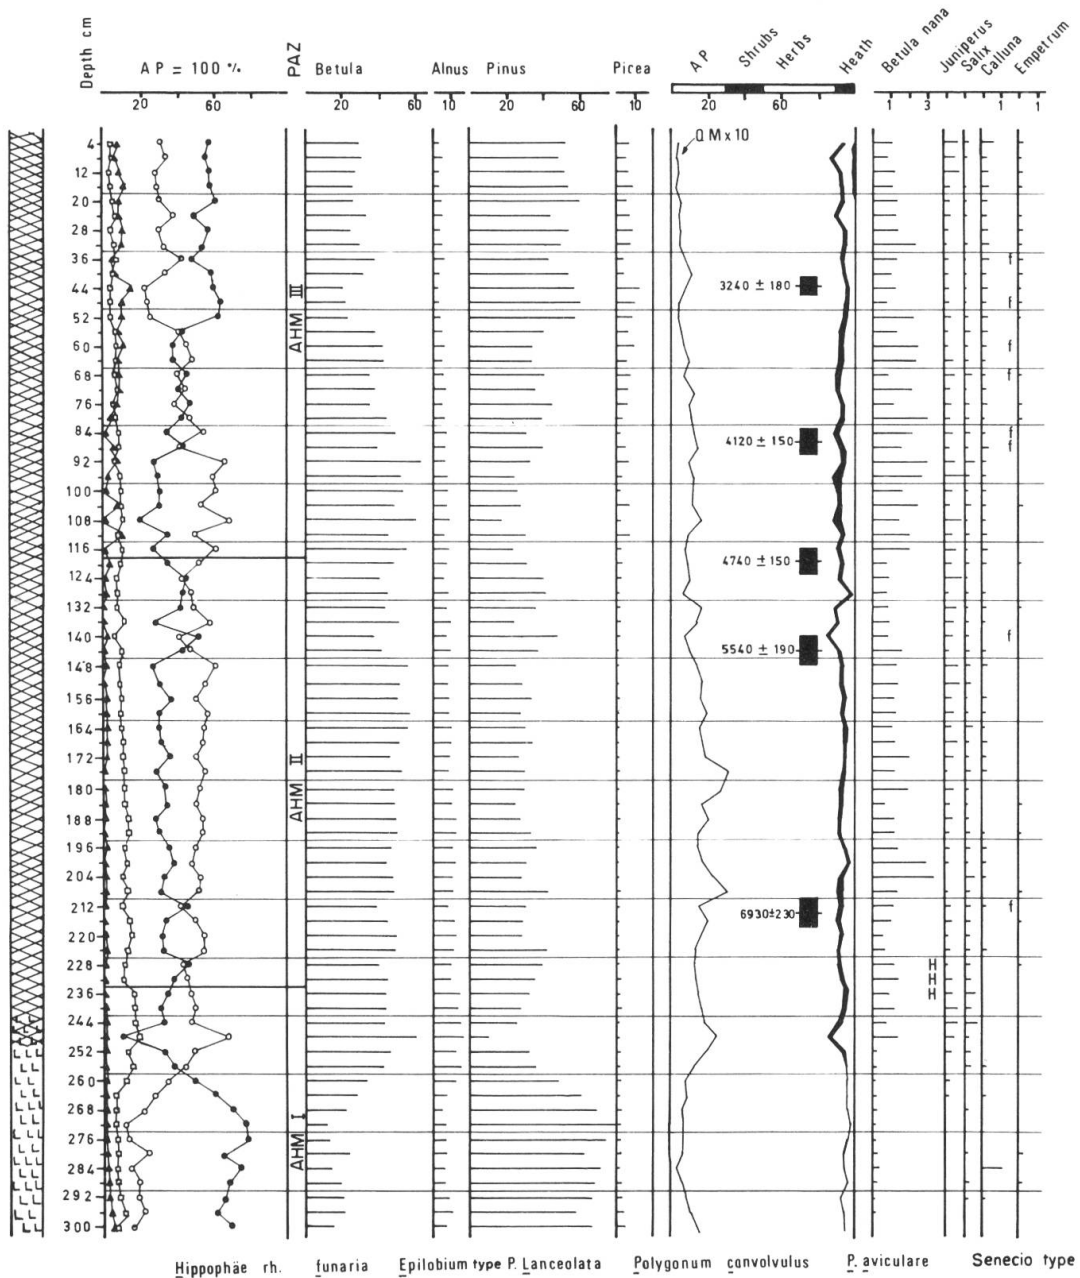 Depth cm
AP = 100 %
PAZ
Betula
Alnus
Pinus
Picea
AP
Shrubs
Herbs
Heath
Betula nana
Juniperus
Salix
Calluna
Empetrum
20 60
20 60
10
20 60
10
20 60
1 3
1
1
QM x 10
4
12
20
28
36
44
52
60
68
76
84
92
100
108
116
124
132
140
148
156
164
172
180
188
196
204
212
220
228
236
244
252
260
268
276
284
292
300
AHM III
AHM II
AHM I
3240 ± 180
4120 ± 150
4740 ± 150
5540 ± 190
6930±230
f
f
f
f
f
f
f
f
H
H
H
Hippophäe rh. funaria Epilobium type P. Lanceolata Polygonum convolvulus P. aviculare Senecio type